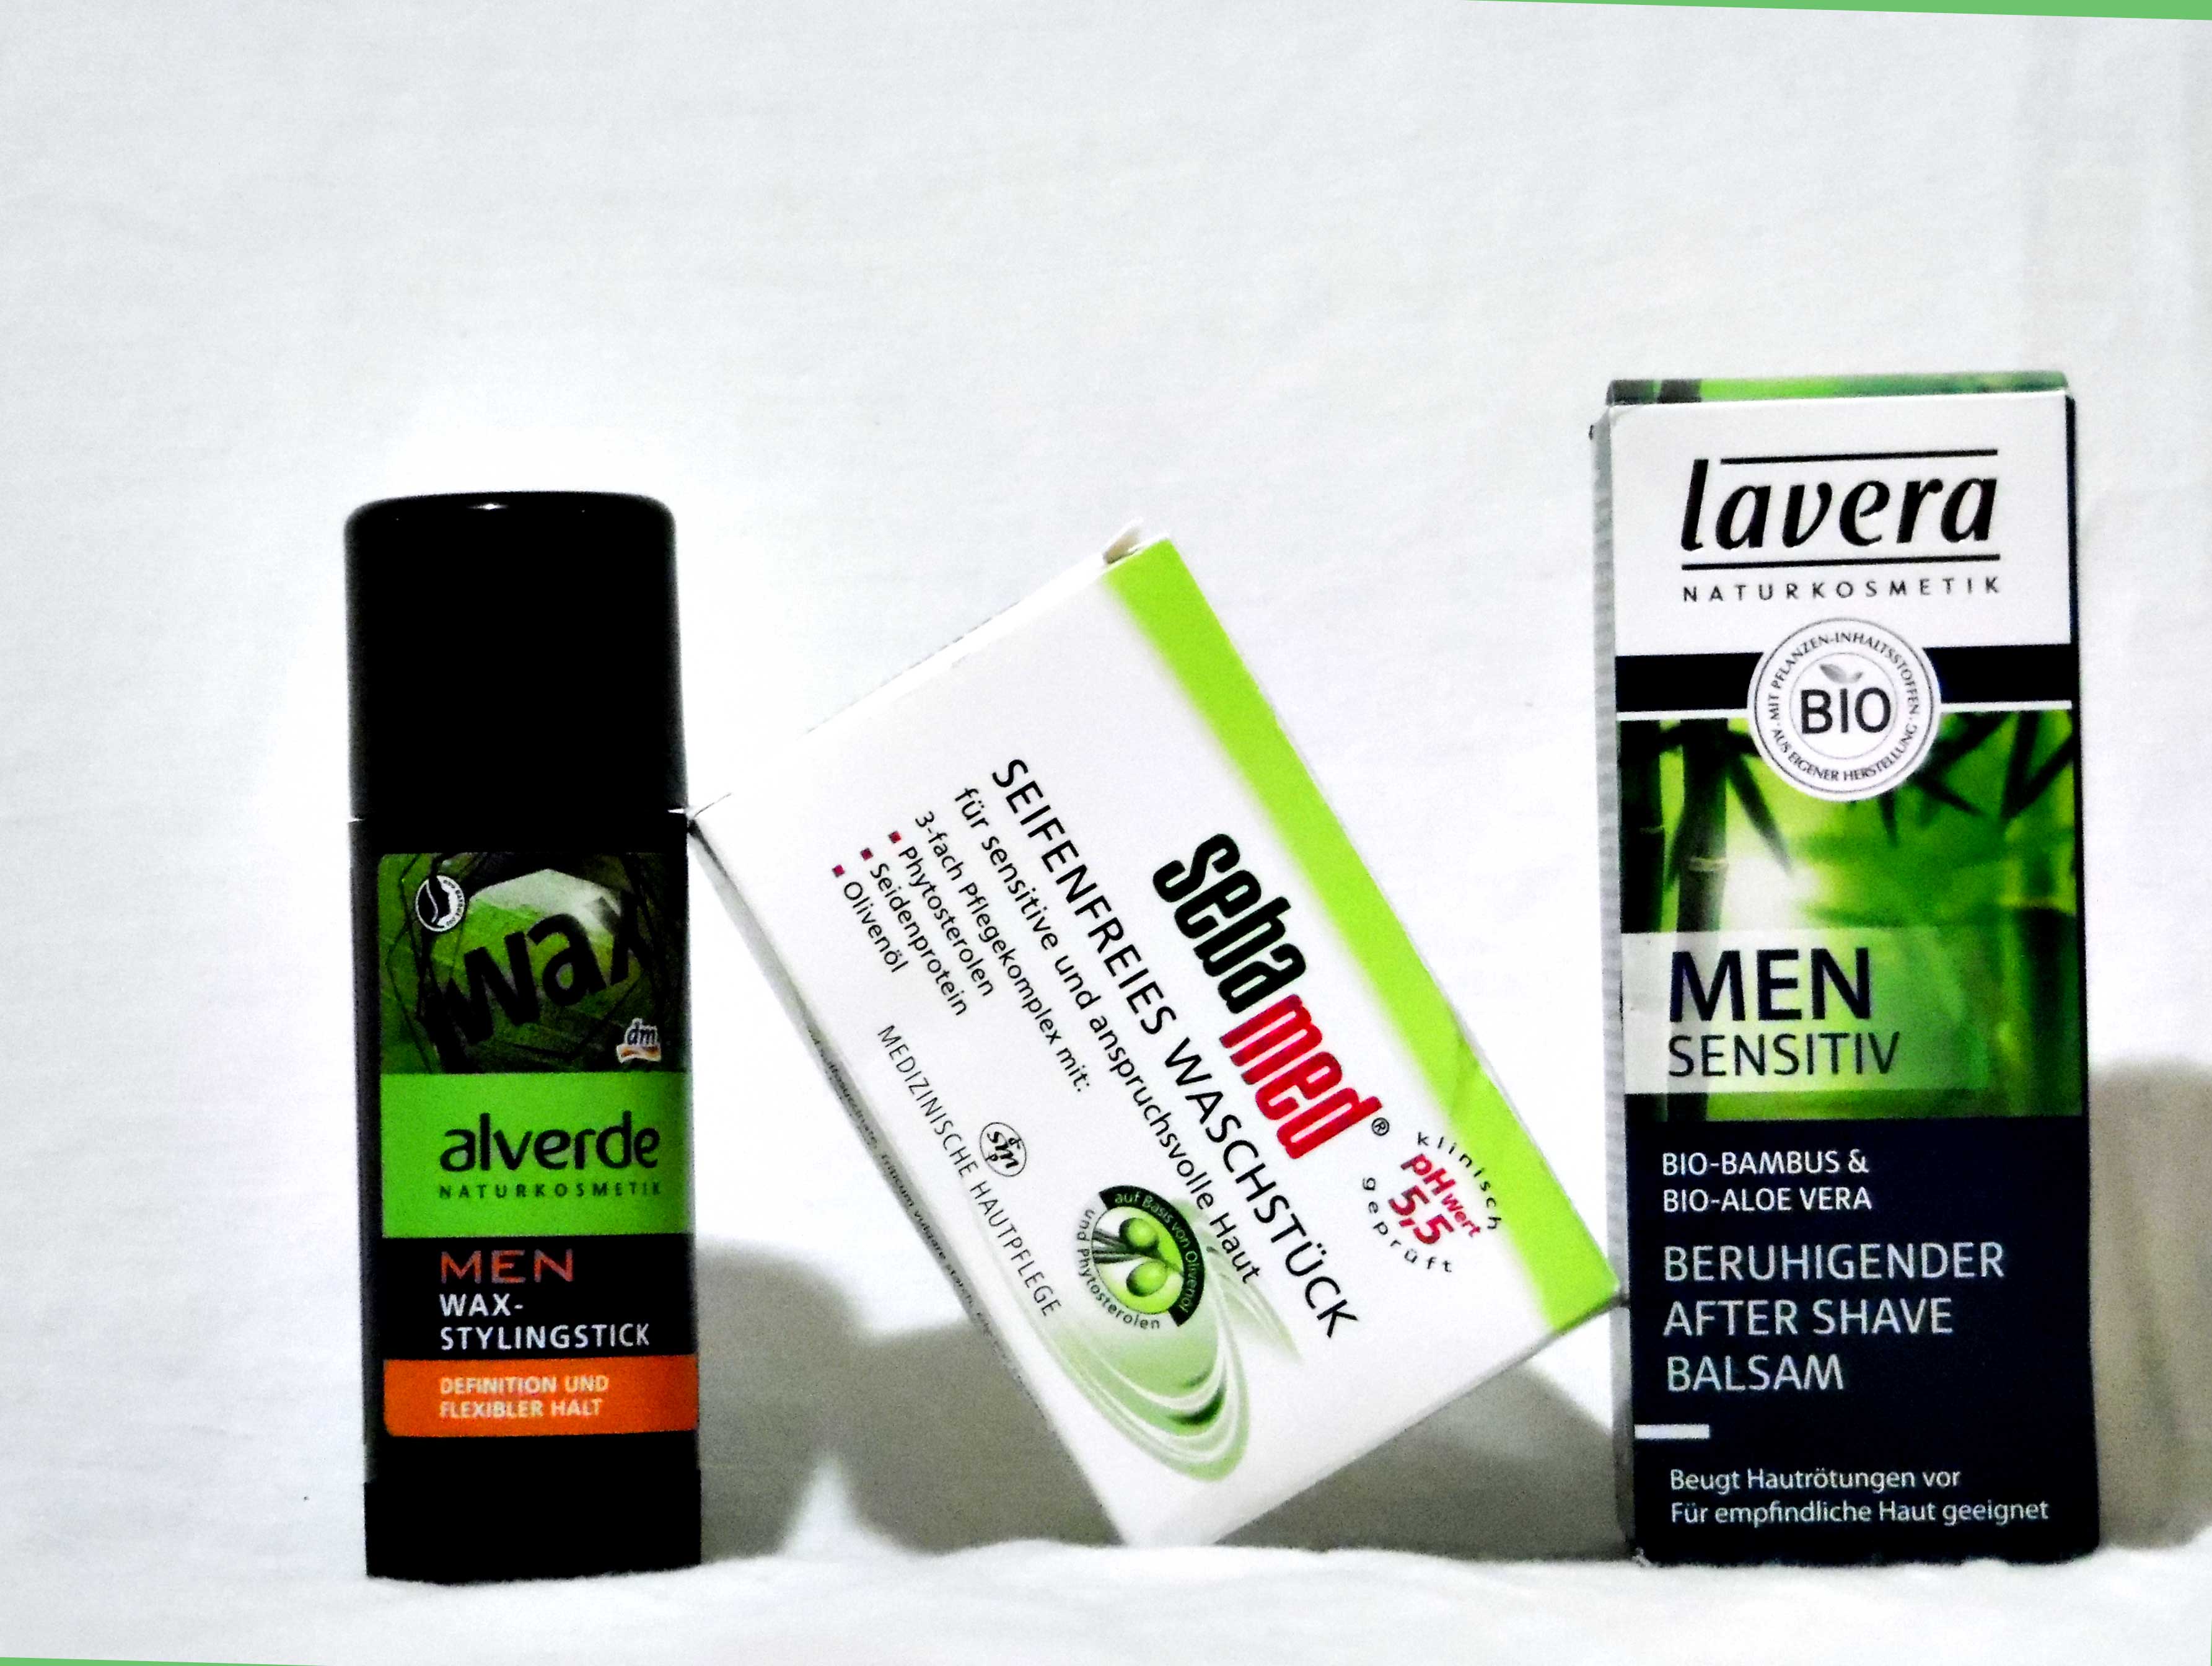 wax
dm
alverde
NATURKOSMETIK
MEN
WAX-
STYLINGSTICK
DEFINITION UND
FLEXIBLER HALT
sebamed®
SEIFENFREIES WASCHSTÜCK
für sensitive und anspruchsvolle Haut
3-fach Pflegekomplex mit:
Phytosterolen
Seidenprotein
Olivenöl
MEDIZINISCHE HAUTPFLEGE
klinisch
pH Wert
5,5
geprüft
auf Basis von Olivenöl
und Phytosterolen
lavera
NATURKOSMETIK
MIT PFLANZEN-INHALTSSTOFFEN
BIO
AUS EIGENER HERSTELLUNG
MEN
SENSITIV
BIO-BAMBUS &
BIO-ALOE VERA
BERUHIGENDER
AFTER SHAVE
BALSAM
Beugt Hautrötungen vor
Für empfindliche Haut geeignet